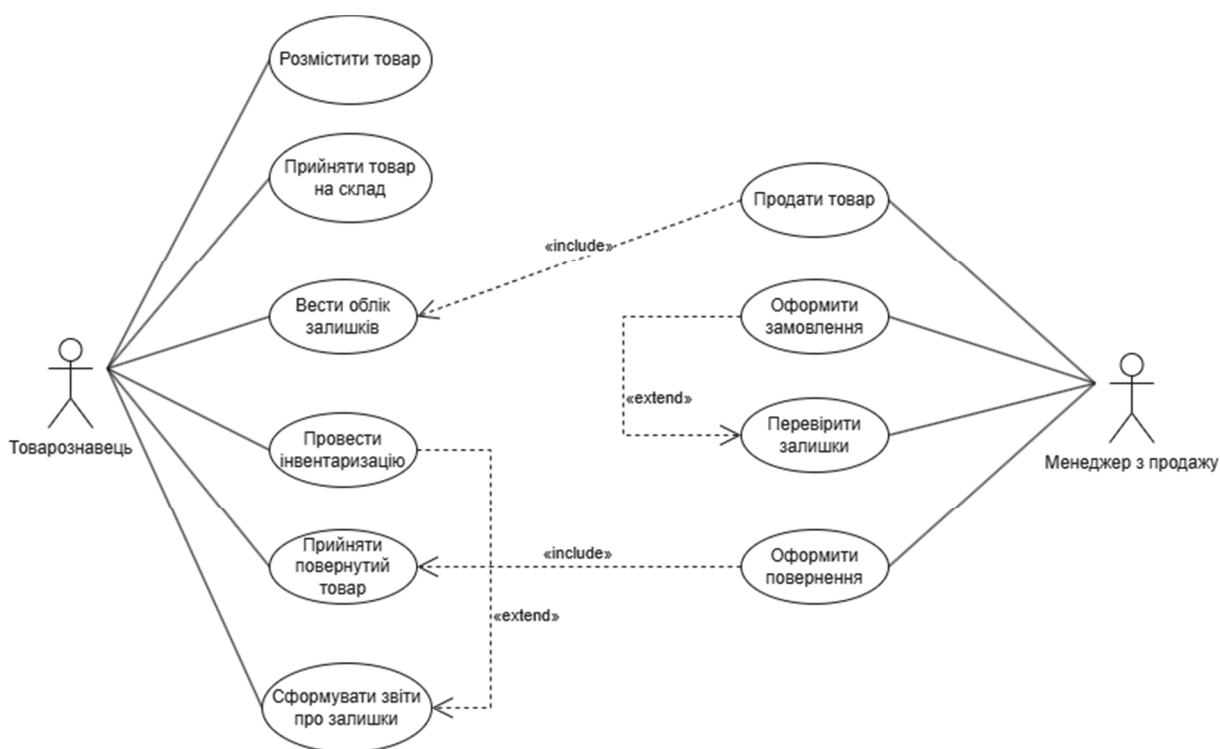 Розмістити товар
Прийняти товар
на склад
Продати товар
«include»
Вести облік
залишків
Оформити
замовлення
«extend»
Товарознавець
Провести
інвентаризацію
Перевірити
залишки
Менеджер з продажу
Прийняти
повернутий
товар
«include»
Оформити
повернення
«extend»
Сформувати звіти
про залишки